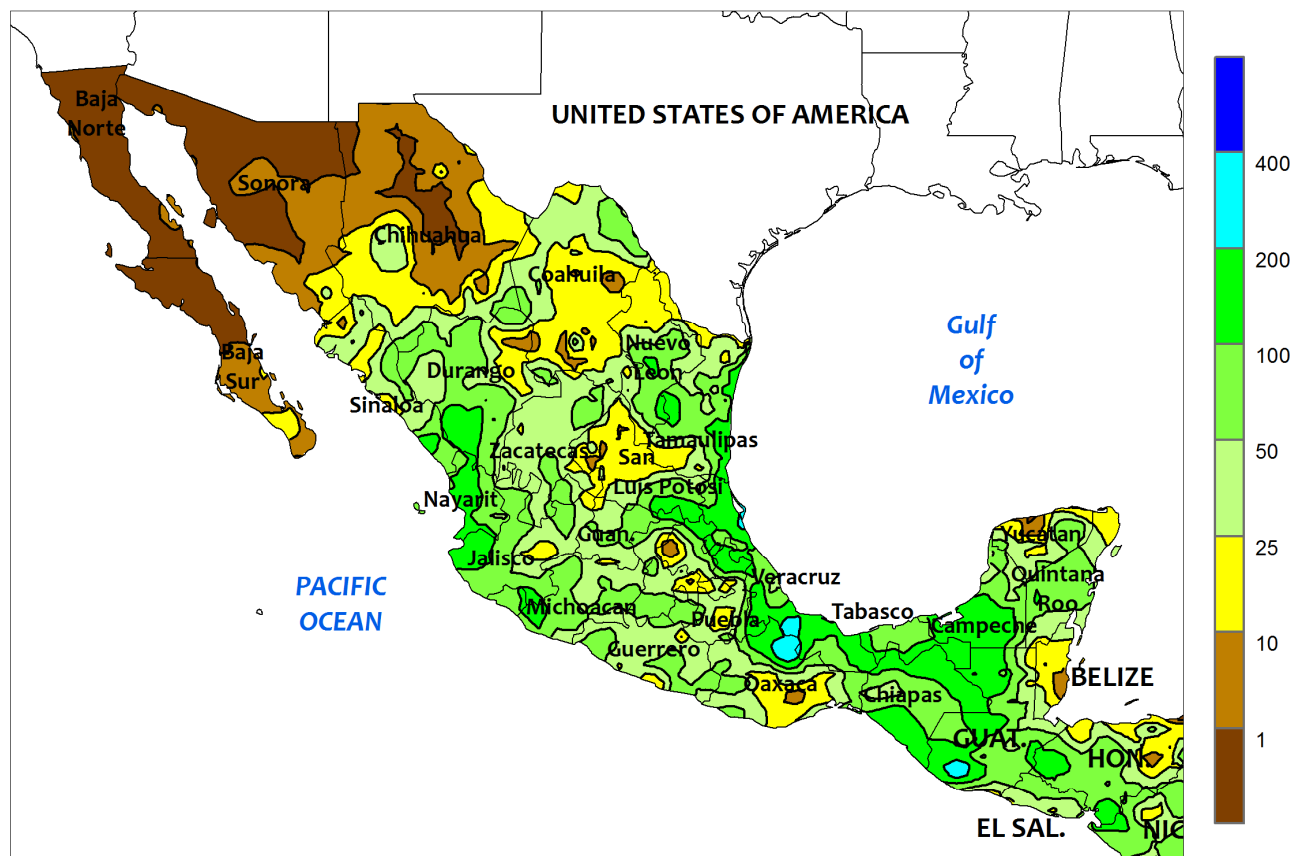 Baja
Norte
UNITED STATES OF AMERICA
400
Sonora
Chihuahua
200
Coahuila
Gulf
of
Mexico
Nuevo
Leon
100
Baja
Sur
Durango
Sinaloa
Tamaulipas
Zacatecas
San
50
Luis Potosi
Nayarit
Guan.
Yucatan
25
Jalisco
Veracruz
Quintana
Roo
PACIFIC
OCEAN
Michoacan
Puebla
Tabasco
Campeche
10
Guerrero
BELIZE
Oaxaca
Chiapas
GUAT.
1
HON.
EL SAL.
NIC